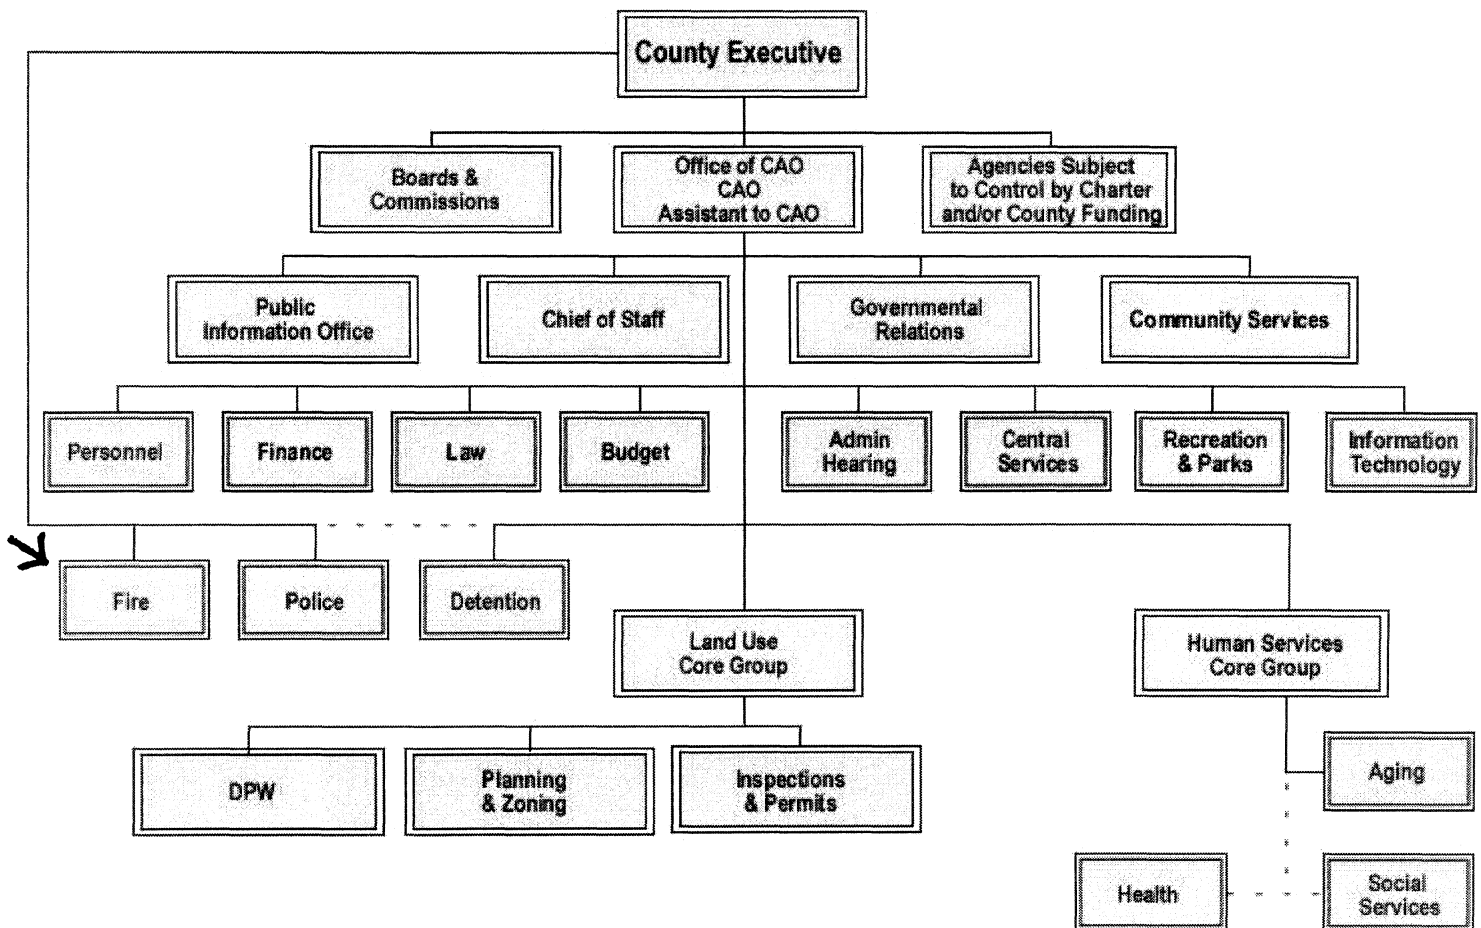 County Executive
Boards &
Commissions
Office of CAO
CAO
Assistant to CAO
Agencies Subject
to Control by Charter
and/or County Funding
Public
Information Office
Chief of Staff
Governmental
Relations
Community Services
Personnel
Finance
Law
Budget
Admin
Hearing
Central
Services
Recreation
& Parks
Information
Technology
Fire
Police
Detention
Land Use
Core Group
Human Services
Core Group
DPW
Planning
& Zoning
Inspections
& Permits
Aging
Health
Social
Services